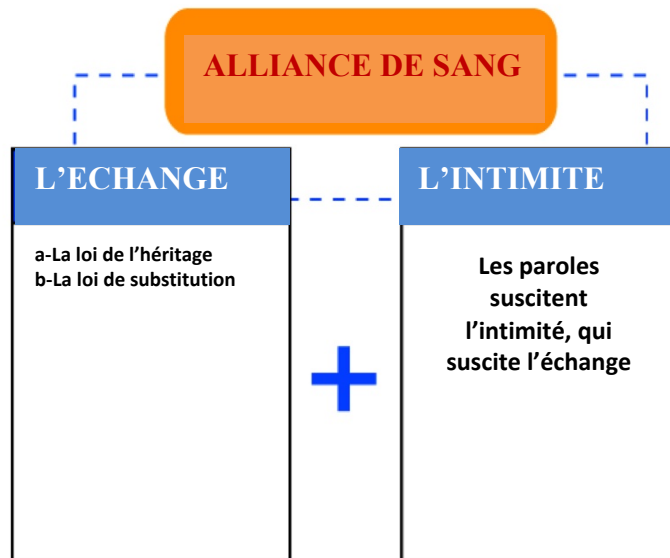 ALLIANCE DE SANG
L’ECHANGE
a-La loi de l’héritage
b-La loi de substitution
L’INTIMITE
Les paroles
suscitent
l’intimité, qui
suscite l’échange